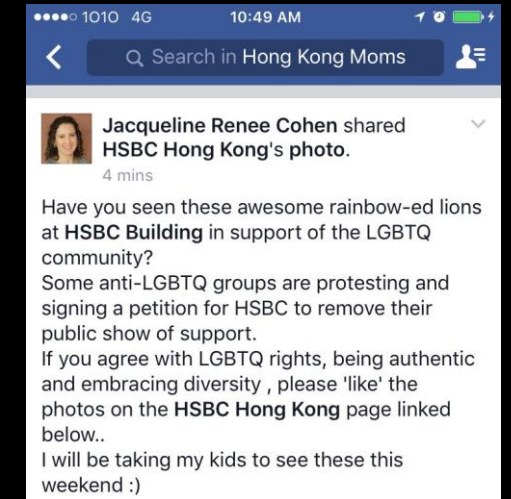 1010 4G 10:49 AM
Search in Hong Kong Moms
Jacqueline Renee Cohen shared
HSBC Hong Kong's photo.
4 mins
Have you seen these awesome rainbow-ed lions
at HSBC Building in support of the LGBTQ
community?
Some anti-LGBTQ groups are protesting and
signing a petition for HSBC to remove their
public show of support.
If you agree with LGBTQ rights, being authentic
and embracing diversity , please 'like' the
photos on the HSBC Hong Kong page linked
below..
I will be taking my kids to see these this
weekend :)